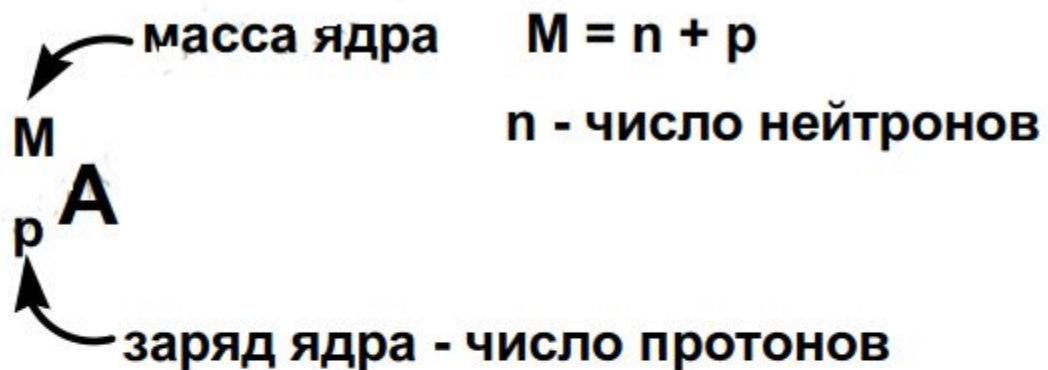 масса ядра M = n + p
M n - число нейтронов
A
p
заряд ядра - число протонов